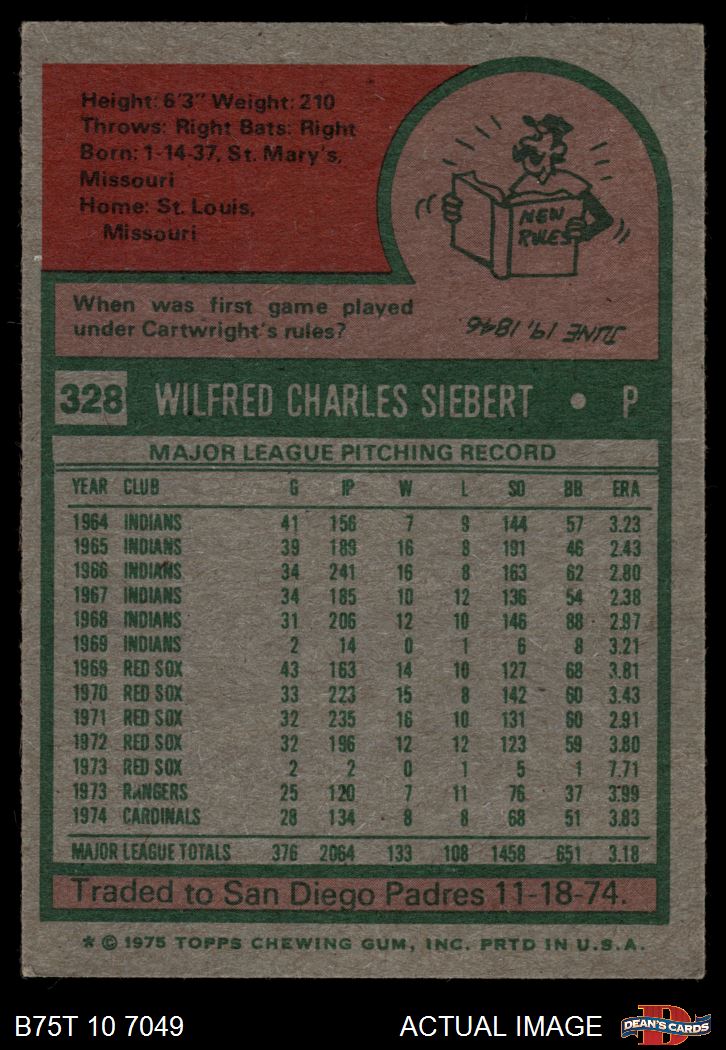 Height: 6'3" Weight: 210
Throws: Right Bats: Right
Born: 1-14-37, St. Mary's,
Missouri
Home: St. Louis,
Missouri
NEW
RULES
When was first game played
under Cartwright's rules?
JUNE 19, 1846
328 WILFRED CHARLES SIEBERT • P
MAJOR LEAGUE PITCHING RECORD
YEAR CLUB G IP W L SO BB ERA
1964 INDIANS 41 156 7 9 144 57 3.23
1965 INDIANS 39 189 16 8 191 46 2.43
1966 INDIANS 34 241 16 8 163 62 2.80
1967 INDIANS 34 185 10 12 136 54 2.38
1968 INDIANS 31 206 12 10 146 88 2.97
1969 INDIANS 2 14 0 1 6 8 3.21
1969 RED SOX 43 163 14 10 127 68 3.81
1970 RED SOX 33 223 15 8 142 60 3.43
1971 RED SOX 32 235 16 10 131 60 2.91
1972 RED SOX 32 196 12 12 123 59 3.80
1973 RED SOX 2 2 0 1 5 1 7.71
1973 RANGERS 25 120 7 11 76 37 3.99
1974 CARDINALS 28 134 8 8 68 51 3.83
MAJOR LEAGUE TOTALS 376 2064 133 108 1458 651 3.18
Traded to San Diego Padres 11-18-74.
* © 1975 TOPPS CHEWING GUM, INC. PRTD IN U.S.A.
B75T 10 7049 ACTUAL IMAGE
D
DEAN'S CARDS